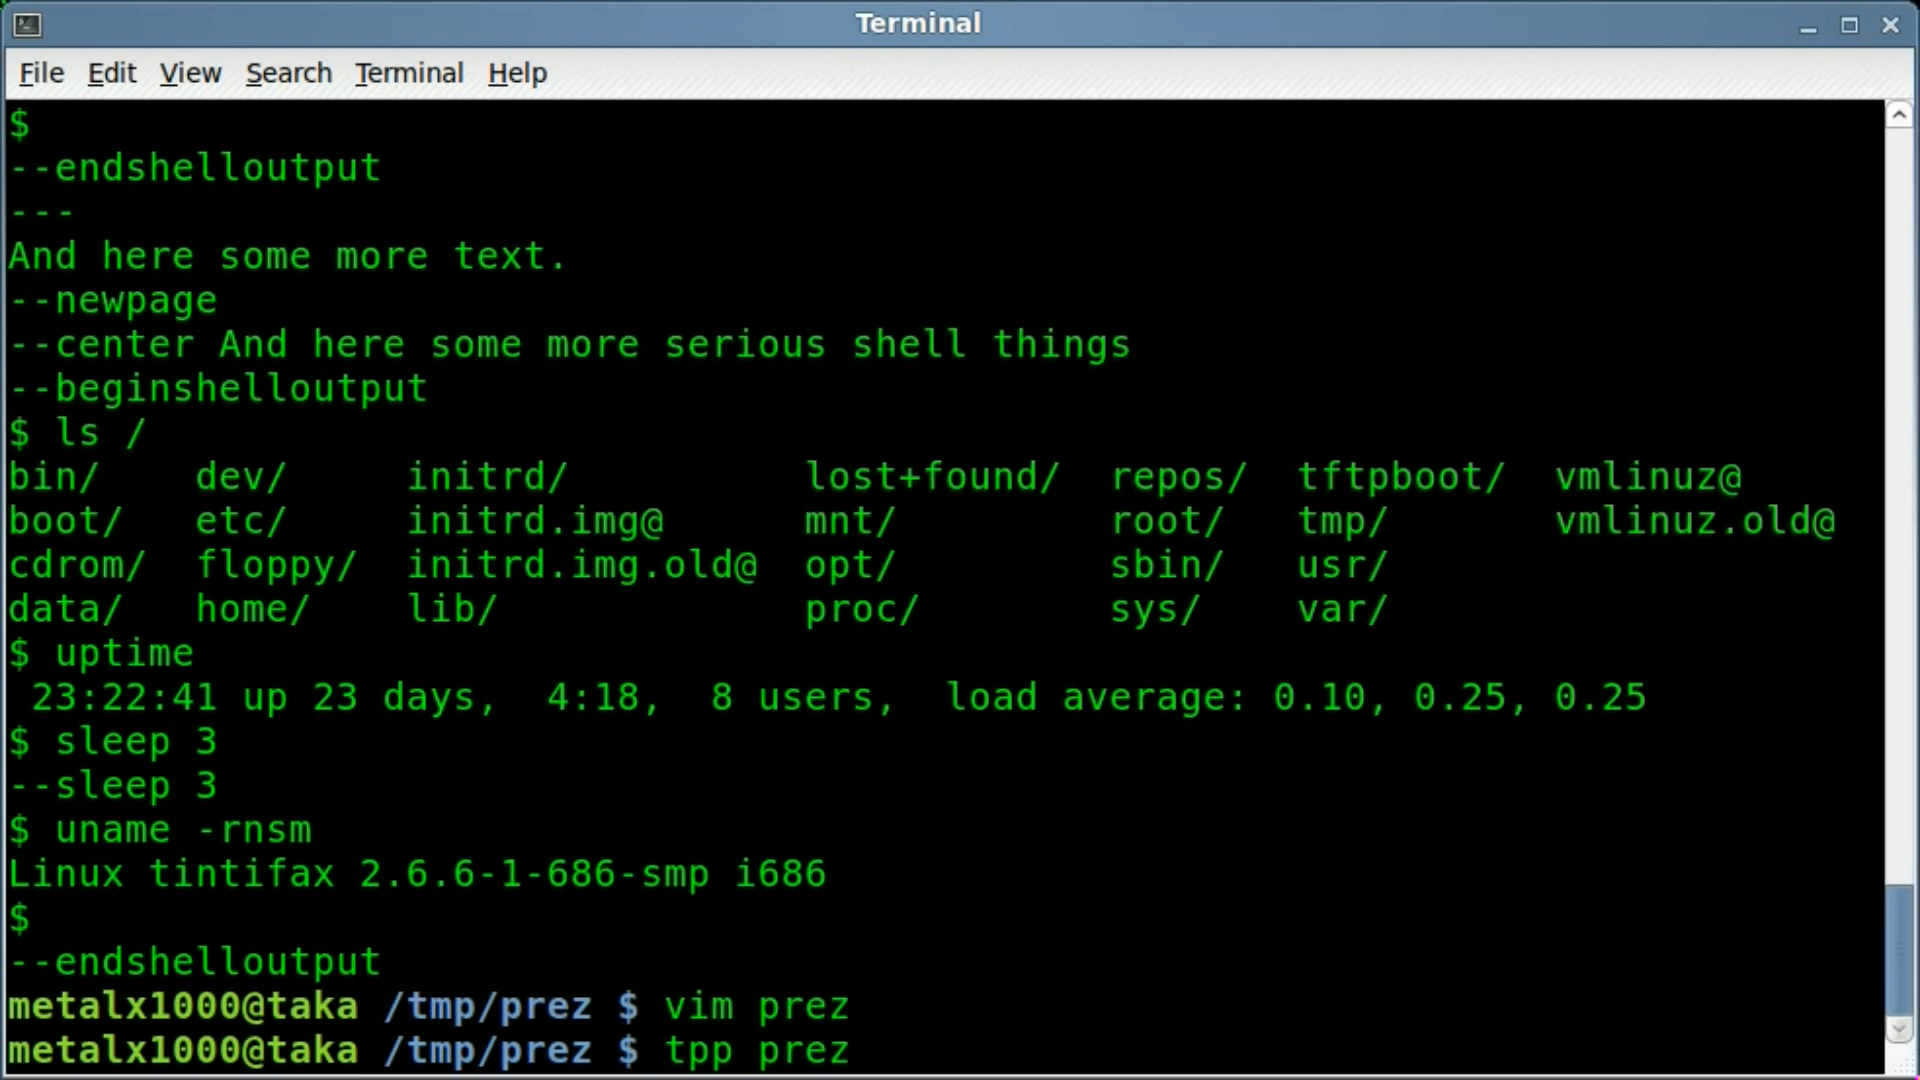 Terminal
File Edit View Search Terminal Help
$
--endshelloutput
---
And here some more text.
--newpage
--center And here some more serious shell things
--beginshelloutput
$ ls /
bin/    dev/     initrd/          lost+found/  repos/  tftpboot/  vmlinuz@
boot/   etc/     initrd.img@      mnt/         root/   tmp/       vmlinuz.old@
cdrom/  floppy/  initrd.img.old@  opt/         sbin/   usr/
data/   home/    lib/             proc/        sys/    var/
$ uptime
 23:22:41 up 23 days,  4:18,  8 users,  load average: 0.10, 0.25, 0.25
$ sleep 3
--sleep 3
$ uname -rnsm
Linux tintifax 2.6.6-1-686-smp i686
$
--endshelloutput
metalx1000@taka /tmp/prez $ vim prez
metalx1000@taka /tmp/prez $ tpp prez